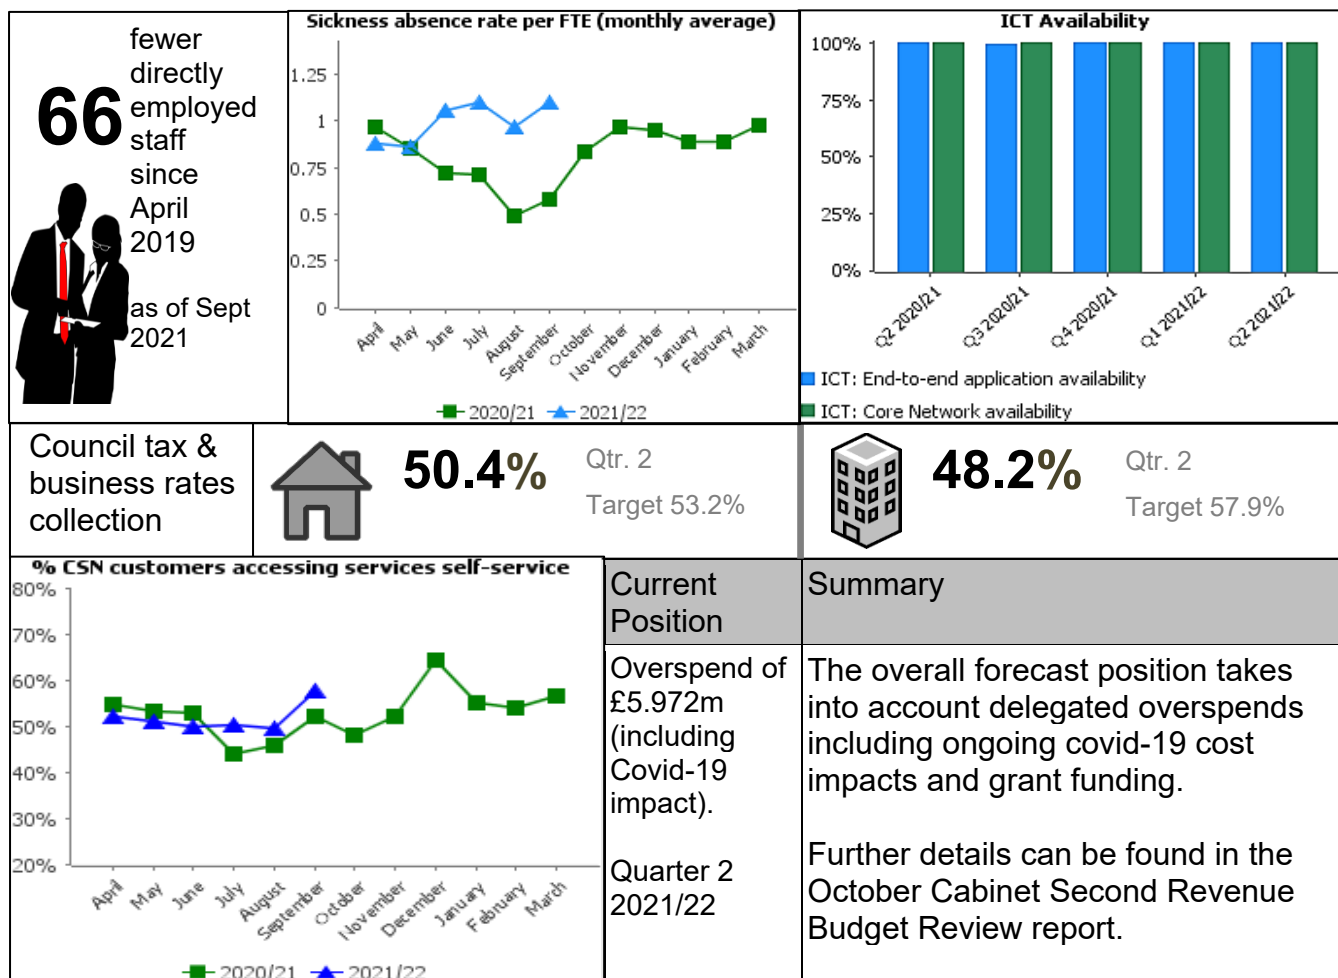 66
fewer
directly
employed
staff
since
April
2019
as of Sept
2021
Sickness absence rate per FTE (monthly average)
1.25
1
0.75
0.5
0.25
0
April
May
June
July
August
September
October
November
December
January
February
March
2020/21
2021/22
ICT Availability
100%
75%
50%
25%
0%
Q2 2020/21
Q3 2020/21
Q4 2020/21
Q1 2021/22
Q2 2021/22
ICT: End-to-end application availability
ICT: Core Network availability
Council tax &
business rates
collection
50.4%
Qtr. 2
Target 53.2%
48.2%
Qtr. 2
Target 57.9%
% CSN customers accessing services self-service
80%
70%
60%
50%
40%
30%
20%
April
May
June
July
August
September
October
November
December
January
February
March
2020/21
2021/22
Current
Position
Summary
Overspend of
£5.972m
(including
Covid-19
impact).
Quarter 2
2021/22
The overall forecast position takes
into account delegated overspends
including ongoing covid-19 cost
impacts and grant funding.
Further details can be found in the
October Cabinet Second Revenue
Budget Review report.